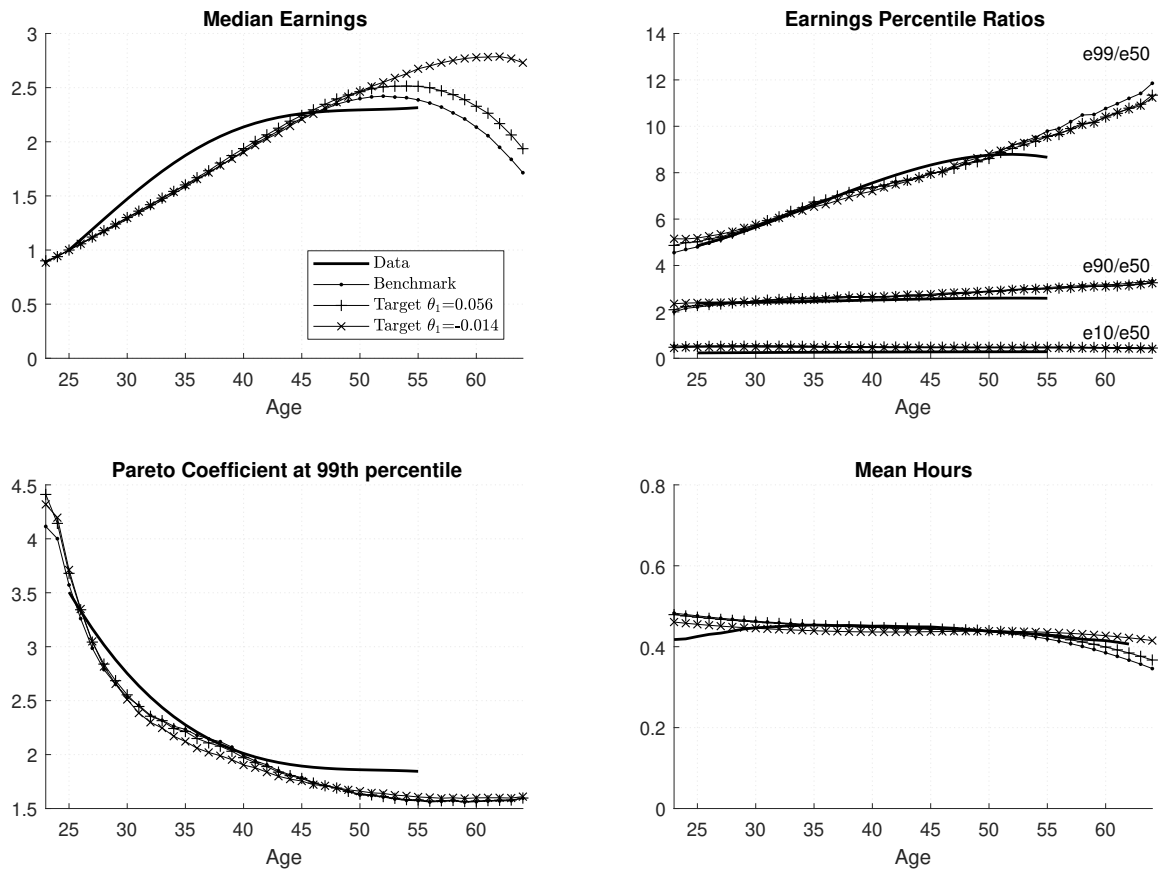 Median Earnings
3
2.5
2
1.5
1
0.5
0
25 30 35 40 45 50 55 60
Age
Data
Benchmark
Target θ₁=0.056
Target θ₁=-0.014
Earnings Percentile Ratios
14
12
10
8
6
4
2
0
e99/e50
e90/e50
e10/e50
25 30 35 40 45 50 55 60
Age
Pareto Coefficient at 99th percentile
4.5
4
3.5
3
2.5
2
1.5
25 30 35 40 45 50 55 60
Age
Mean Hours
0.8
0.6
0.4
0.2
0
25 30 35 40 45 50 55 60
Age